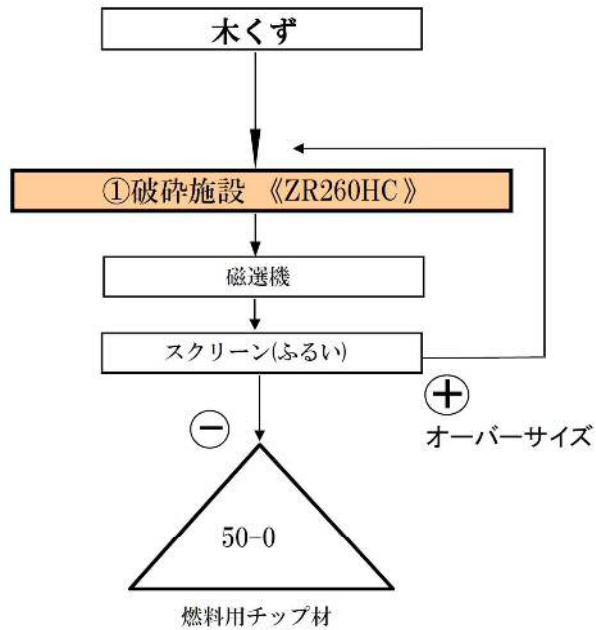 木くず
①破砕施設 《ZR260HC》
磁選機
スクリーン(ふるい)
＋
オーバーサイズ
−
50-0
燃料用チップ材